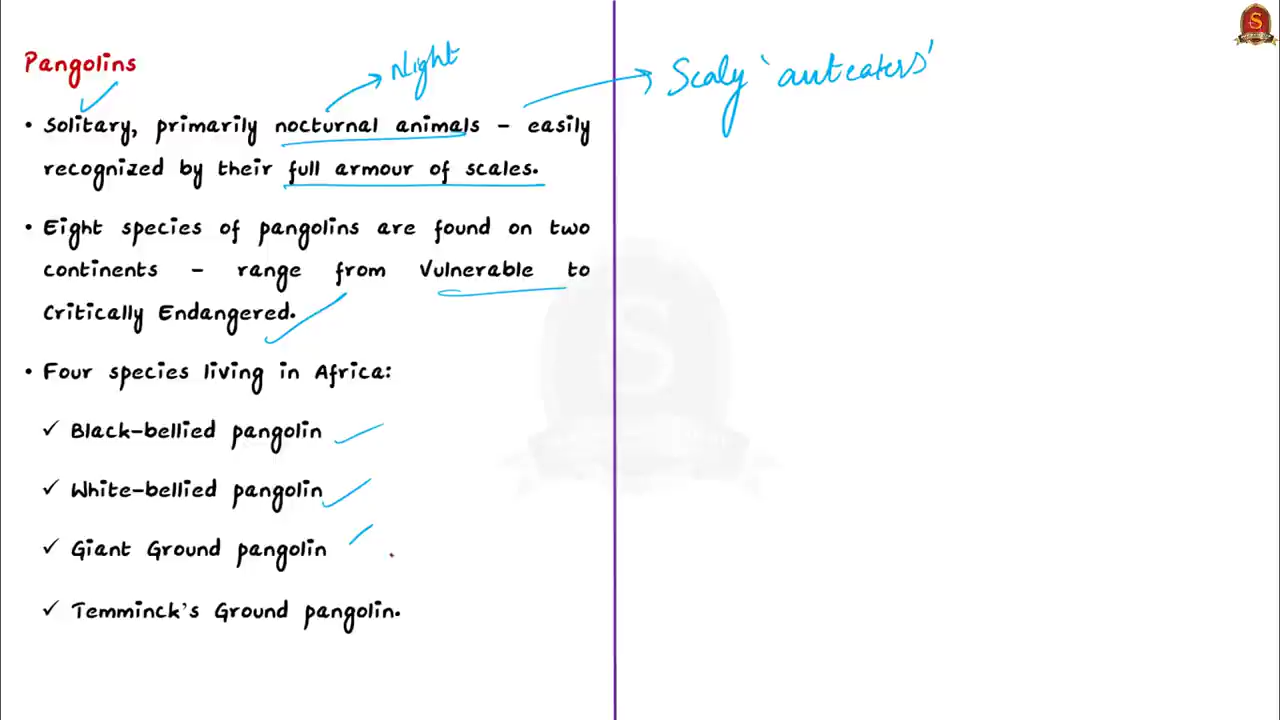 Pangolins
Night
Scaly 'anteaters'
• Solitary, primarily nocturnal animals – easily
recognized by their full armour of scales.
• Eight species of pangolins are found on two
continents – range from Vulnerable to
Critically Endangered.
• Four species living in Africa:
✓ Black-bellied pangolin
✓ White-bellied pangolin
✓ Giant Ground pangolin
✓ Temminck's Ground pangolin.
S
S